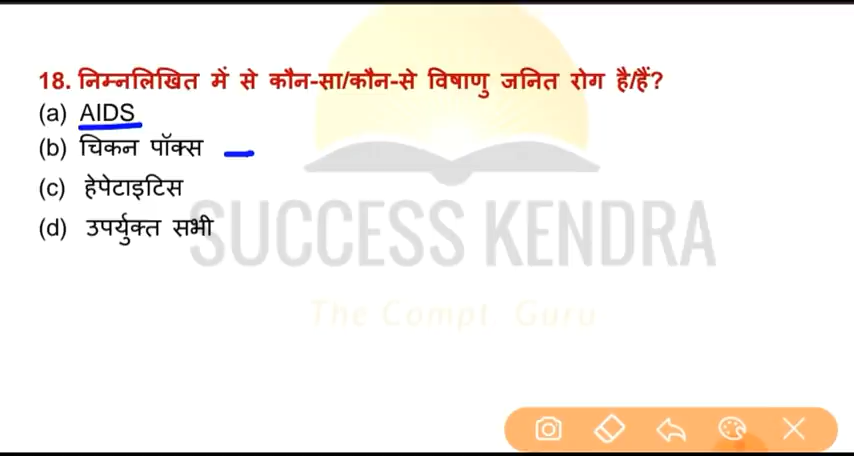 18. निम्नलिखित में से कौन-सा/कौन-से विषाणु जनित रोग है/हैं?
(a) AIDS
(b) चिकन पॉक्स
(c) हेपेटाइटिस
(d) उपर्युक्त सभी
SUCCESS KENDRA
The Compt. Guru